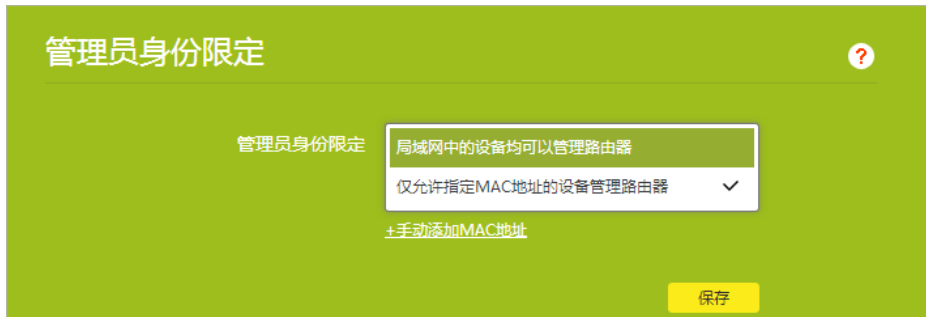 管理员身份限定
?
管理员身份限定
局域网中的设备均可以管理路由器
仅允许指定MAC地址的设备管理路由器
+手动添加MAC地址
保存